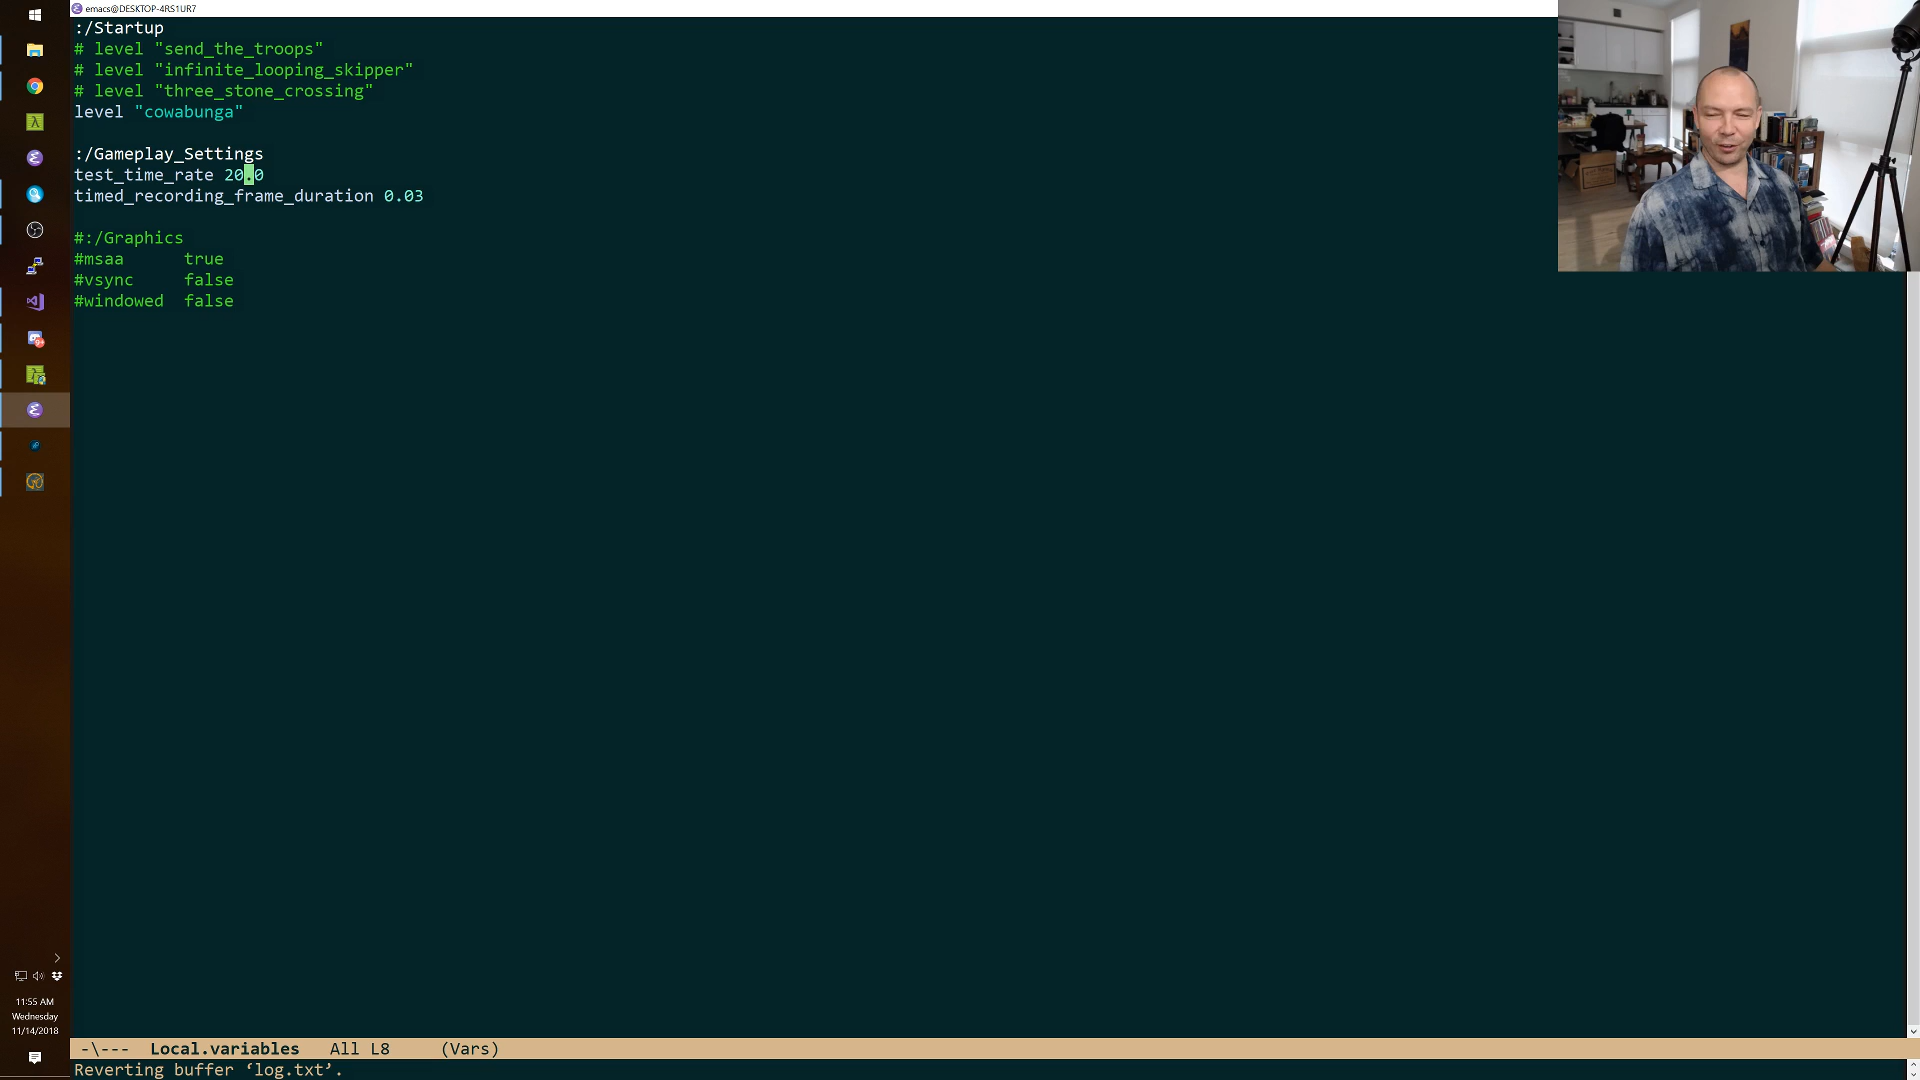 emacs@DESKTOP-4RS1UR7
:/Startup
# level "send_the_troops"
# level "infinite_looping_skipper"
# level "three_stone_crossing"
level "cowabunga"
:/Gameplay_Settings
test_time_rate 20.0
timed_recording_frame_duration 0.03
#:/Graphics
#msaa      true
#vsync     false
#windowed  false
11:55 AM
Wednesday
11/14/2018
-\---  Local.variables   All L8     (Vars)
Reverting buffer ‘log.txt’.